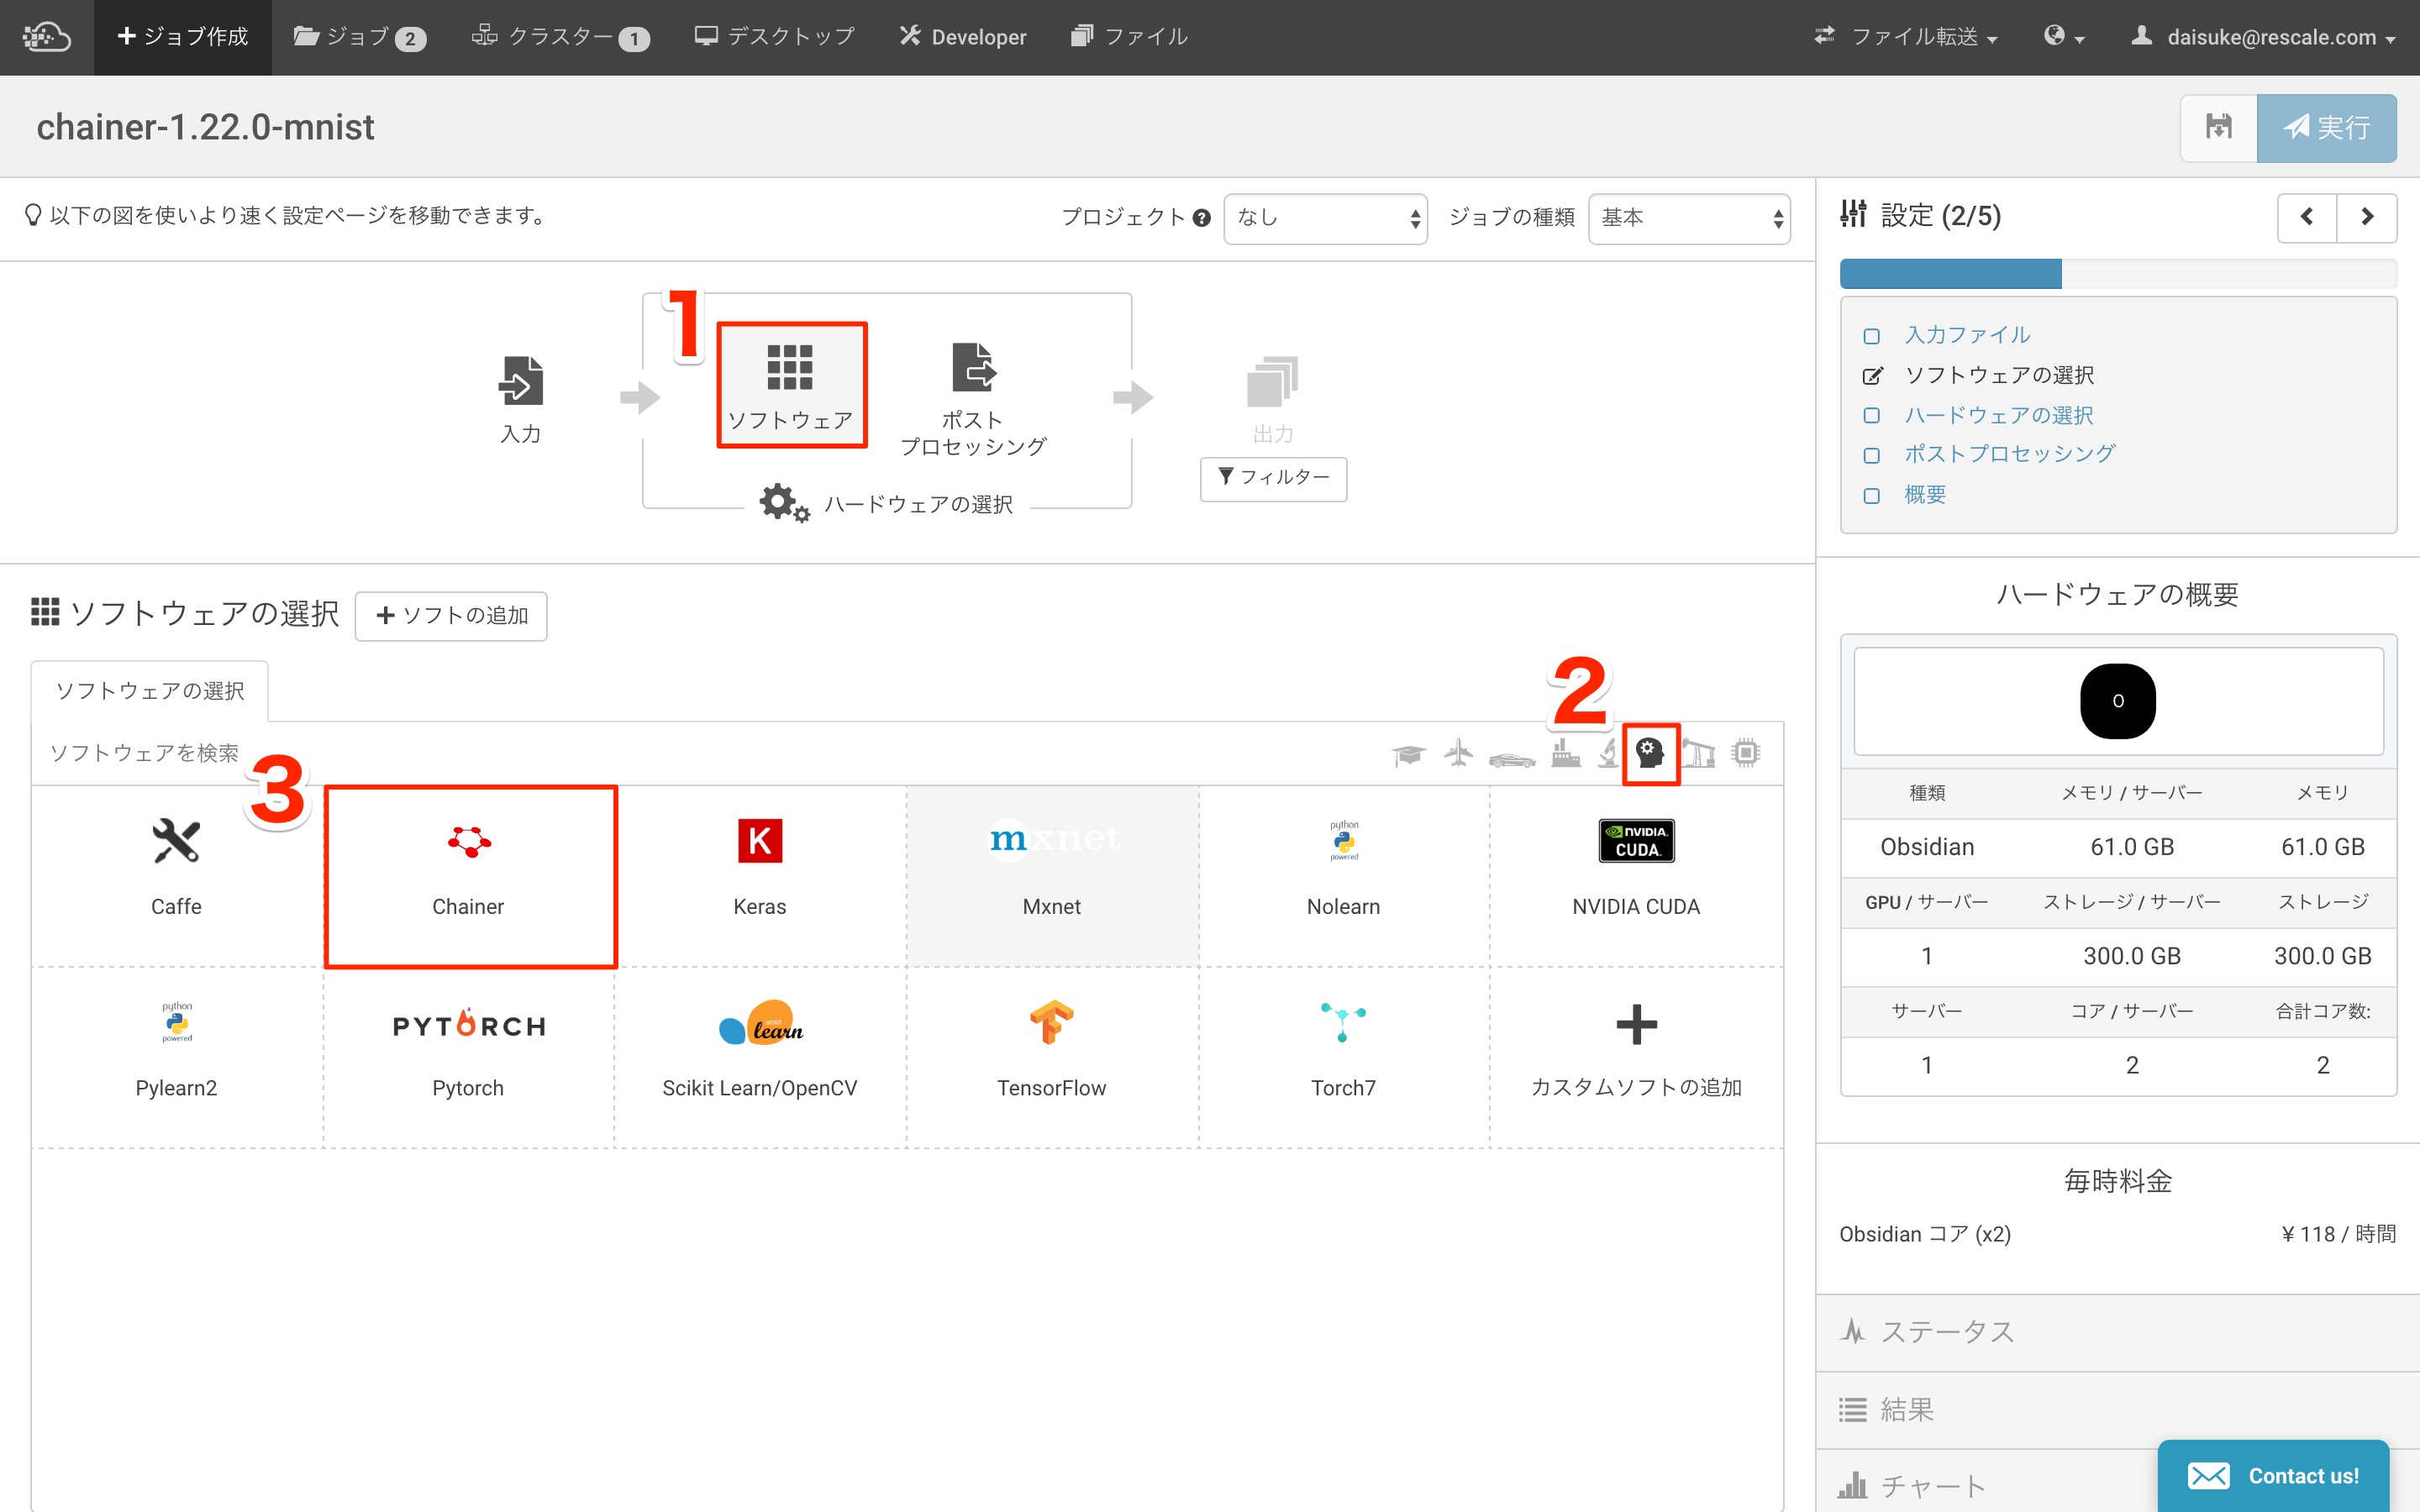 ジョブ作成
ジョブ 2
クラスター 1
デスクトップ
Developer
ファイル
ファイル転送
daisuke@rescale.com
chainer-1.22.0-mnist
実行
以下の図を使いより速く設定ページを移動できます。
プロジェクト
なし
ジョブの種類
基本
設定 (2/5)
1
入力
ソフトウェア
ポスト
プロセッシング
ハードウェアの選択
出力
フィルター
入力ファイル
ソフトウェアの選択
ハードウェアの選択
ポストプロセッシング
概要
ソフトウェアの選択
ソフトの追加
ソフトウェアの選択
2
ソフトウェアを検索
3
python
powered
K
mxnet
NVIDIA
CUDA
Caffe
Chainer
Keras
Mxnet
Nolearn
NVIDIA CUDA
python
powered
PYTORCH
scikit
learn
Pylearn2
Pytorch
Scikit Learn/OpenCV
TensorFlow
Torch7
カスタムソフトの追加
ハードウェアの概要
O
種類 メモリ / サーバー メモリ
Obsidian 61.0 GB 61.0 GB
GPU / サーバー ストレージ / サーバー ストレージ
1 300.0 GB 300.0 GB
サーバー コア / サーバー 合計コア数:
1 2 2
毎時料金
Obsidian コア (x2) ¥ 118 / 時間
ステータス
結果
チャート
Contact us!